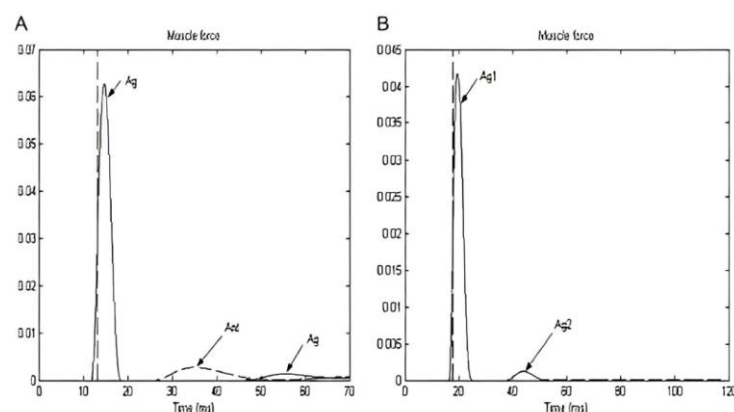 A
Muscle force
0.07
0.06
0.05
0.04
0.03
0.02
0.01
0
Ag
Ant
Ag
0 10 20 30 40 50 60 70
Time (ms)
B
Muscle force
0.045
0.04
0.035
0.03
0.025
0.02
0.015
0.01
0.005
0
Ag1
Ag2
0 20 40 60 80 100 120
Time (ms)